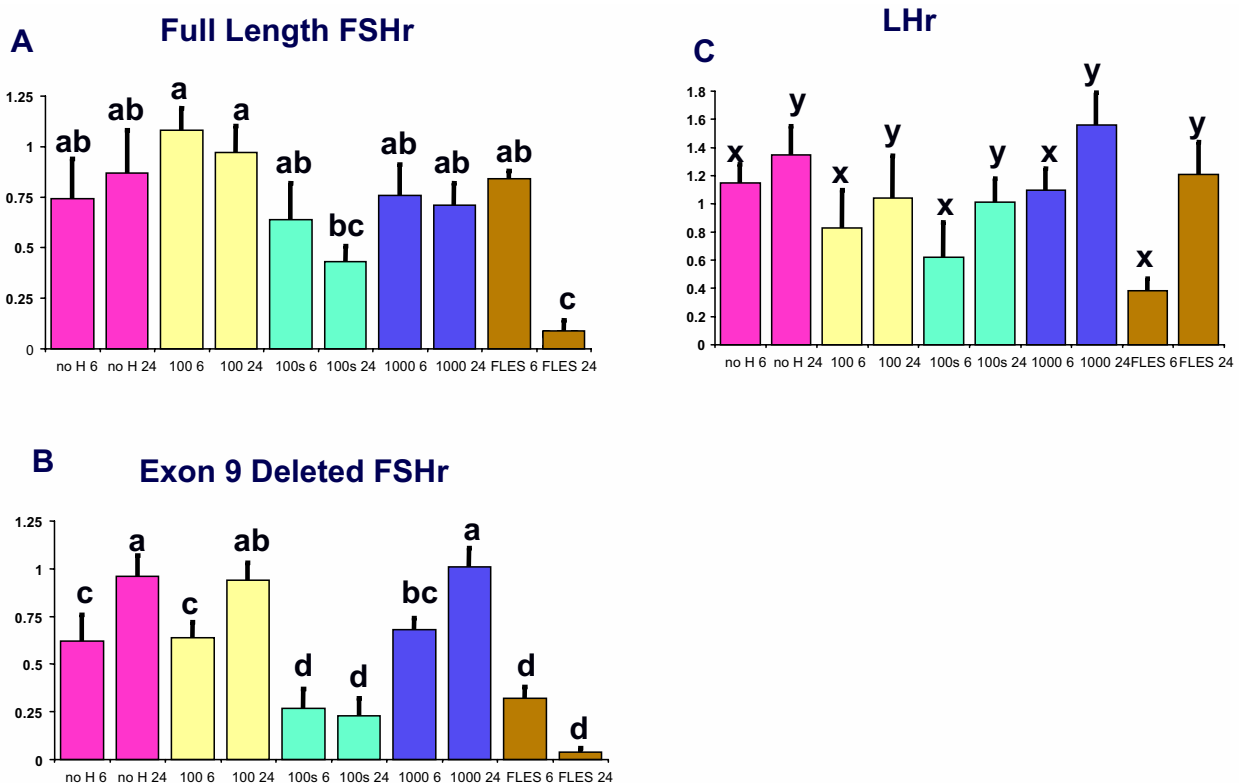 A
Full Length FSHr
1.25
1
0.75
0.5
0.25
0
ab
ab
a
a
ab
bc
ab
ab
ab
c
no H 6 no H 24 100 6 100 24 100s 6 100s 24 1000 6 1000 24 FLES 6 FLES 24
B
Exon 9 Deleted FSHr
1.25
1
0.75
0.5
0.25
0
c
a
c
ab
d
d
bc
a
d
d
no H 6 no H 24 100 6 100 24 100s 6 100s 24 1000 6 1000 24 FLES 6 FLES 24
C
LHr
1.8
1.6
1.4
1.2
1
0.8
0.6
0.4
0.2
0
x
y
x
y
x
y
x
y
x
y
no H 6 no H 24 100 6 100 24 100s 6 100s 24 1000 6 1000 24FLES 6 FLES 24